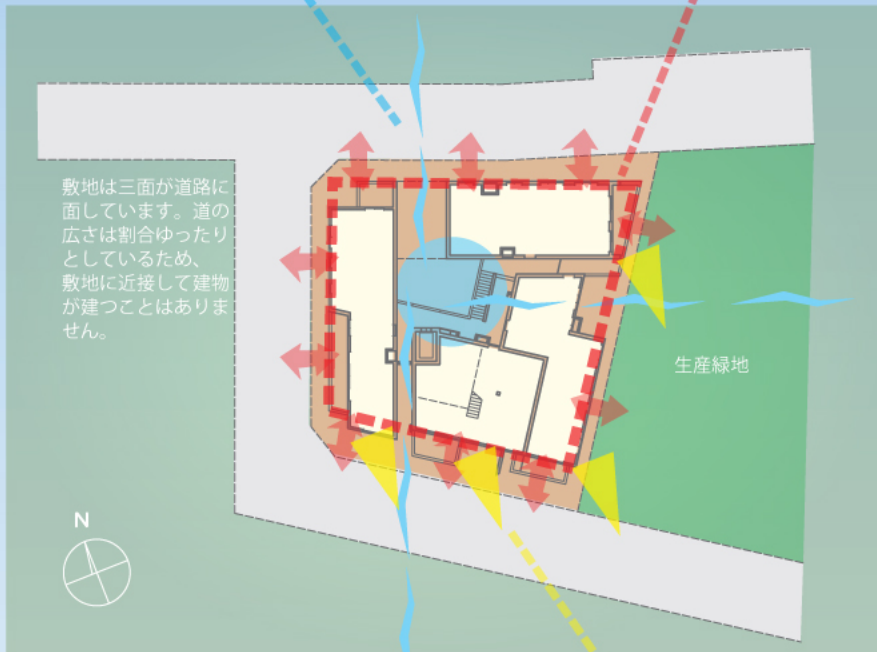 敷地は三面が道路に
面しています。道の
広さは割合ゆったり
としているため、
敷地に近接して建物
が建つことはありま
せん。
生産緑地
N